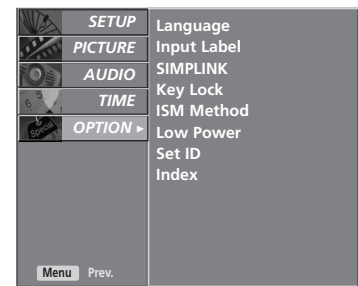 SETUP
PICTURE
AUDIO
TIME
OPTION ►
Language
Input Label
SIMPLINK
Key Lock
ISM Method
Low Power
Set ID
Index
Menu Prev.